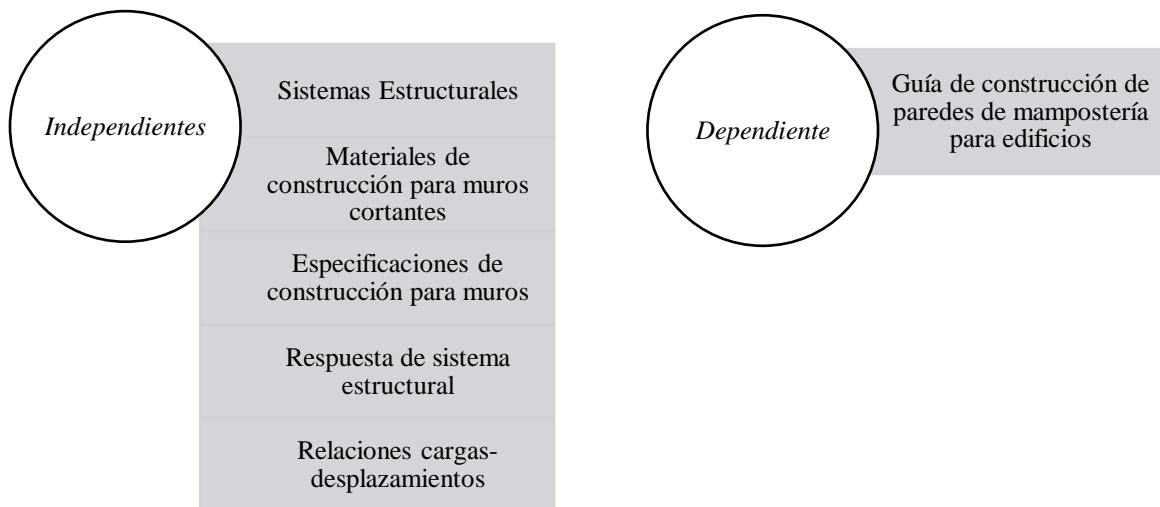 Independientes
Sistemas Estructurales
Materiales de
construcción para muros
cortantes
Especificaciones de
construcción para muros
Respuesta de sistema
estructural
Relaciones cargas-
desplazamientos
Dependiente
Guía de construcción de
paredes de mampostería
para edificios